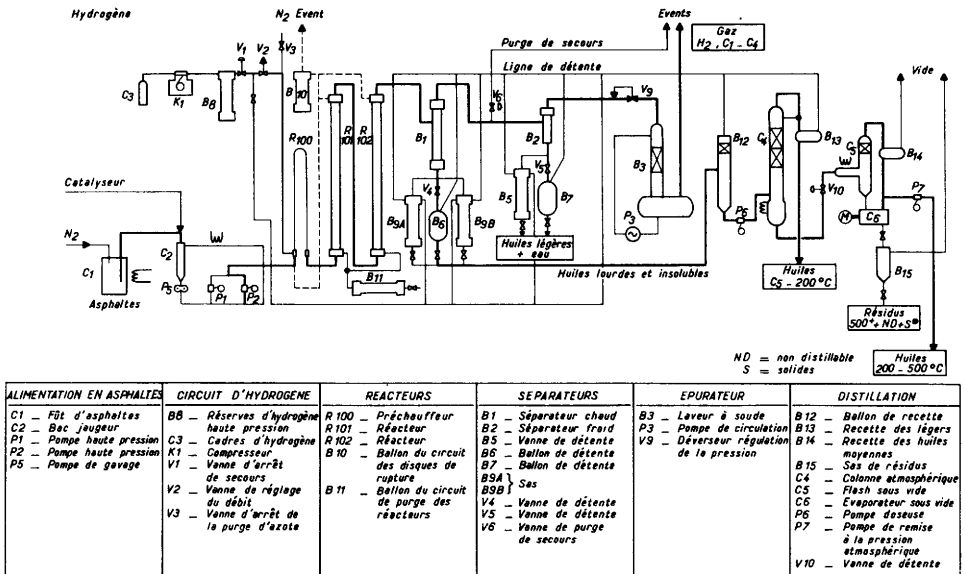 Hydrogène
N2 Event
Events
Gaz
H2 , C1 - C4
Purge de secours
Ligne de détente
Vide
V1
V2
V3
C3
K1
B8
B 10
R 100
R 101
R 102
B1
V4
B6
B9A
B9B
B 11
V6
B2
V5
B5
B7
V9
B3
P3
B12
P6
C4
B13
V10
C5
B14
P7
M
C6
B15
Catalyseur
N2
C1
Asphaltes
C2
P5
P1
P2
Huiles légères
+ eau
Huiles lourdes et insolubles
Huiles
C5 - 200°C
Résidus
500+ + ND + S
Huiles
200 - 500°C
ND = non distillable
S = solides
ALIMENTATION EN ASPHALTES
C1 _ Fût d'asphaltes
C2 _ Bac jaugeur
P1 _ Pompe haute pression
P2 _ Pompe haute pression
P5 _ Pompe de gavage
CIRCUIT D'HYDROGENE
B8 _ Réserves d'hydrogène
haute pression
C3 _ Cadres d'hydrogène
K1 _ Compresseur
V1 _ Vanne d'arrêt
de secours
V2 _ Vanne de réglage
du débit
V3 _ Vanne d'arrêt de
la purge d'azote
REACTEURS
R 100 _ Préchauffeur
R 101 _ Réacteur
R 102 _ Réacteur
B 10 _ Ballon du circuit
des disques de
rupture
B 11 _ Ballon du circuit
de purge des
réacteurs
SEPARATEURS
B1 _ Séparateur chaud
B2 _ Séparateur froid
B5 _ Vanne de détente
B6 _ Ballon de détente
B7 _ Ballon de détente
B9A
B9B } Sas
V4 _ Vanne de détente
V5 _ Vanne de détente
V6 _ Vanne de purge
de secours
EPURATEUR
B3 _ Laveur à soude
P3 _ Pompe de circulation
V9 _ Déverseur régulation
de la pression
DISTILLATION
B12 _ Ballon de recette
B13 _ Recette des légers
B14 _ Recette des huiles
moyennes
B15 _ Sas de résidus
C4 _ Colonne atmosphérique
C5 _ Flash sous vide
C6 _ Evaporateur sous vide
P6 _ Pompe doseuse
P7 _ Pompe de remise
à la pression
atmosphérique
V10 _ Vanne de détente